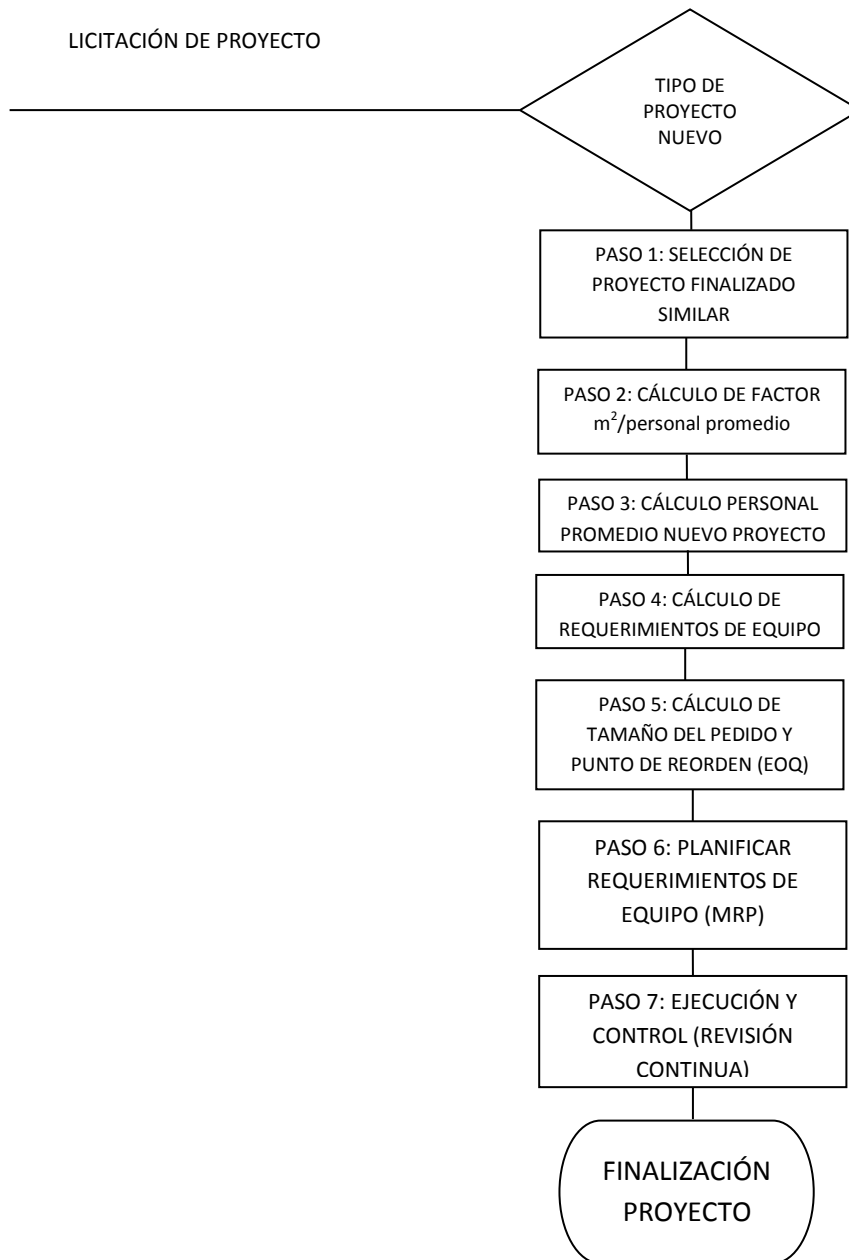 LICITACIÓN DE PROYECTO
TIPO DE
PROYECTO
NUEVO
PASO 1: SELECCIÓN DE
PROYECTO FINALIZADO
SIMILAR
PASO 2: CÁLCULO DE FACTOR
m²/personal promedio
PASO 3: CÁLCULO PERSONAL
PROMEDIO NUEVO PROYECTO
PASO 4: CÁLCULO DE
REQUERIMIENTOS DE EQUIPO
PASO 5: CÁLCULO DE
TAMAÑO DEL PEDIDO Y
PUNTO DE REORDEN (EOQ)
PASO 6: PLANIFICAR
REQUERIMIENTOS DE
EQUIPO (MRP)
PASO 7: EJECUCIÓN Y
CONTROL (REVISIÓN
CONTINUA)
FINALIZACIÓN
PROYECTO